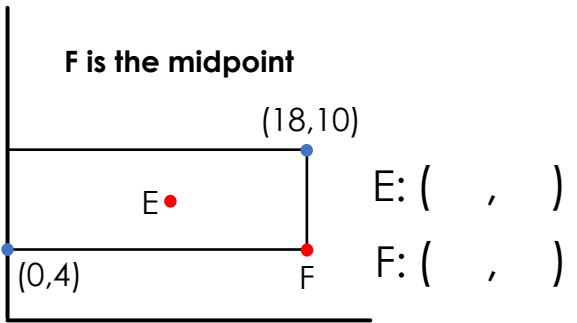 F is the midpoint
(18,10)
E
E: ( , )
(0,4)
F
F: ( , )